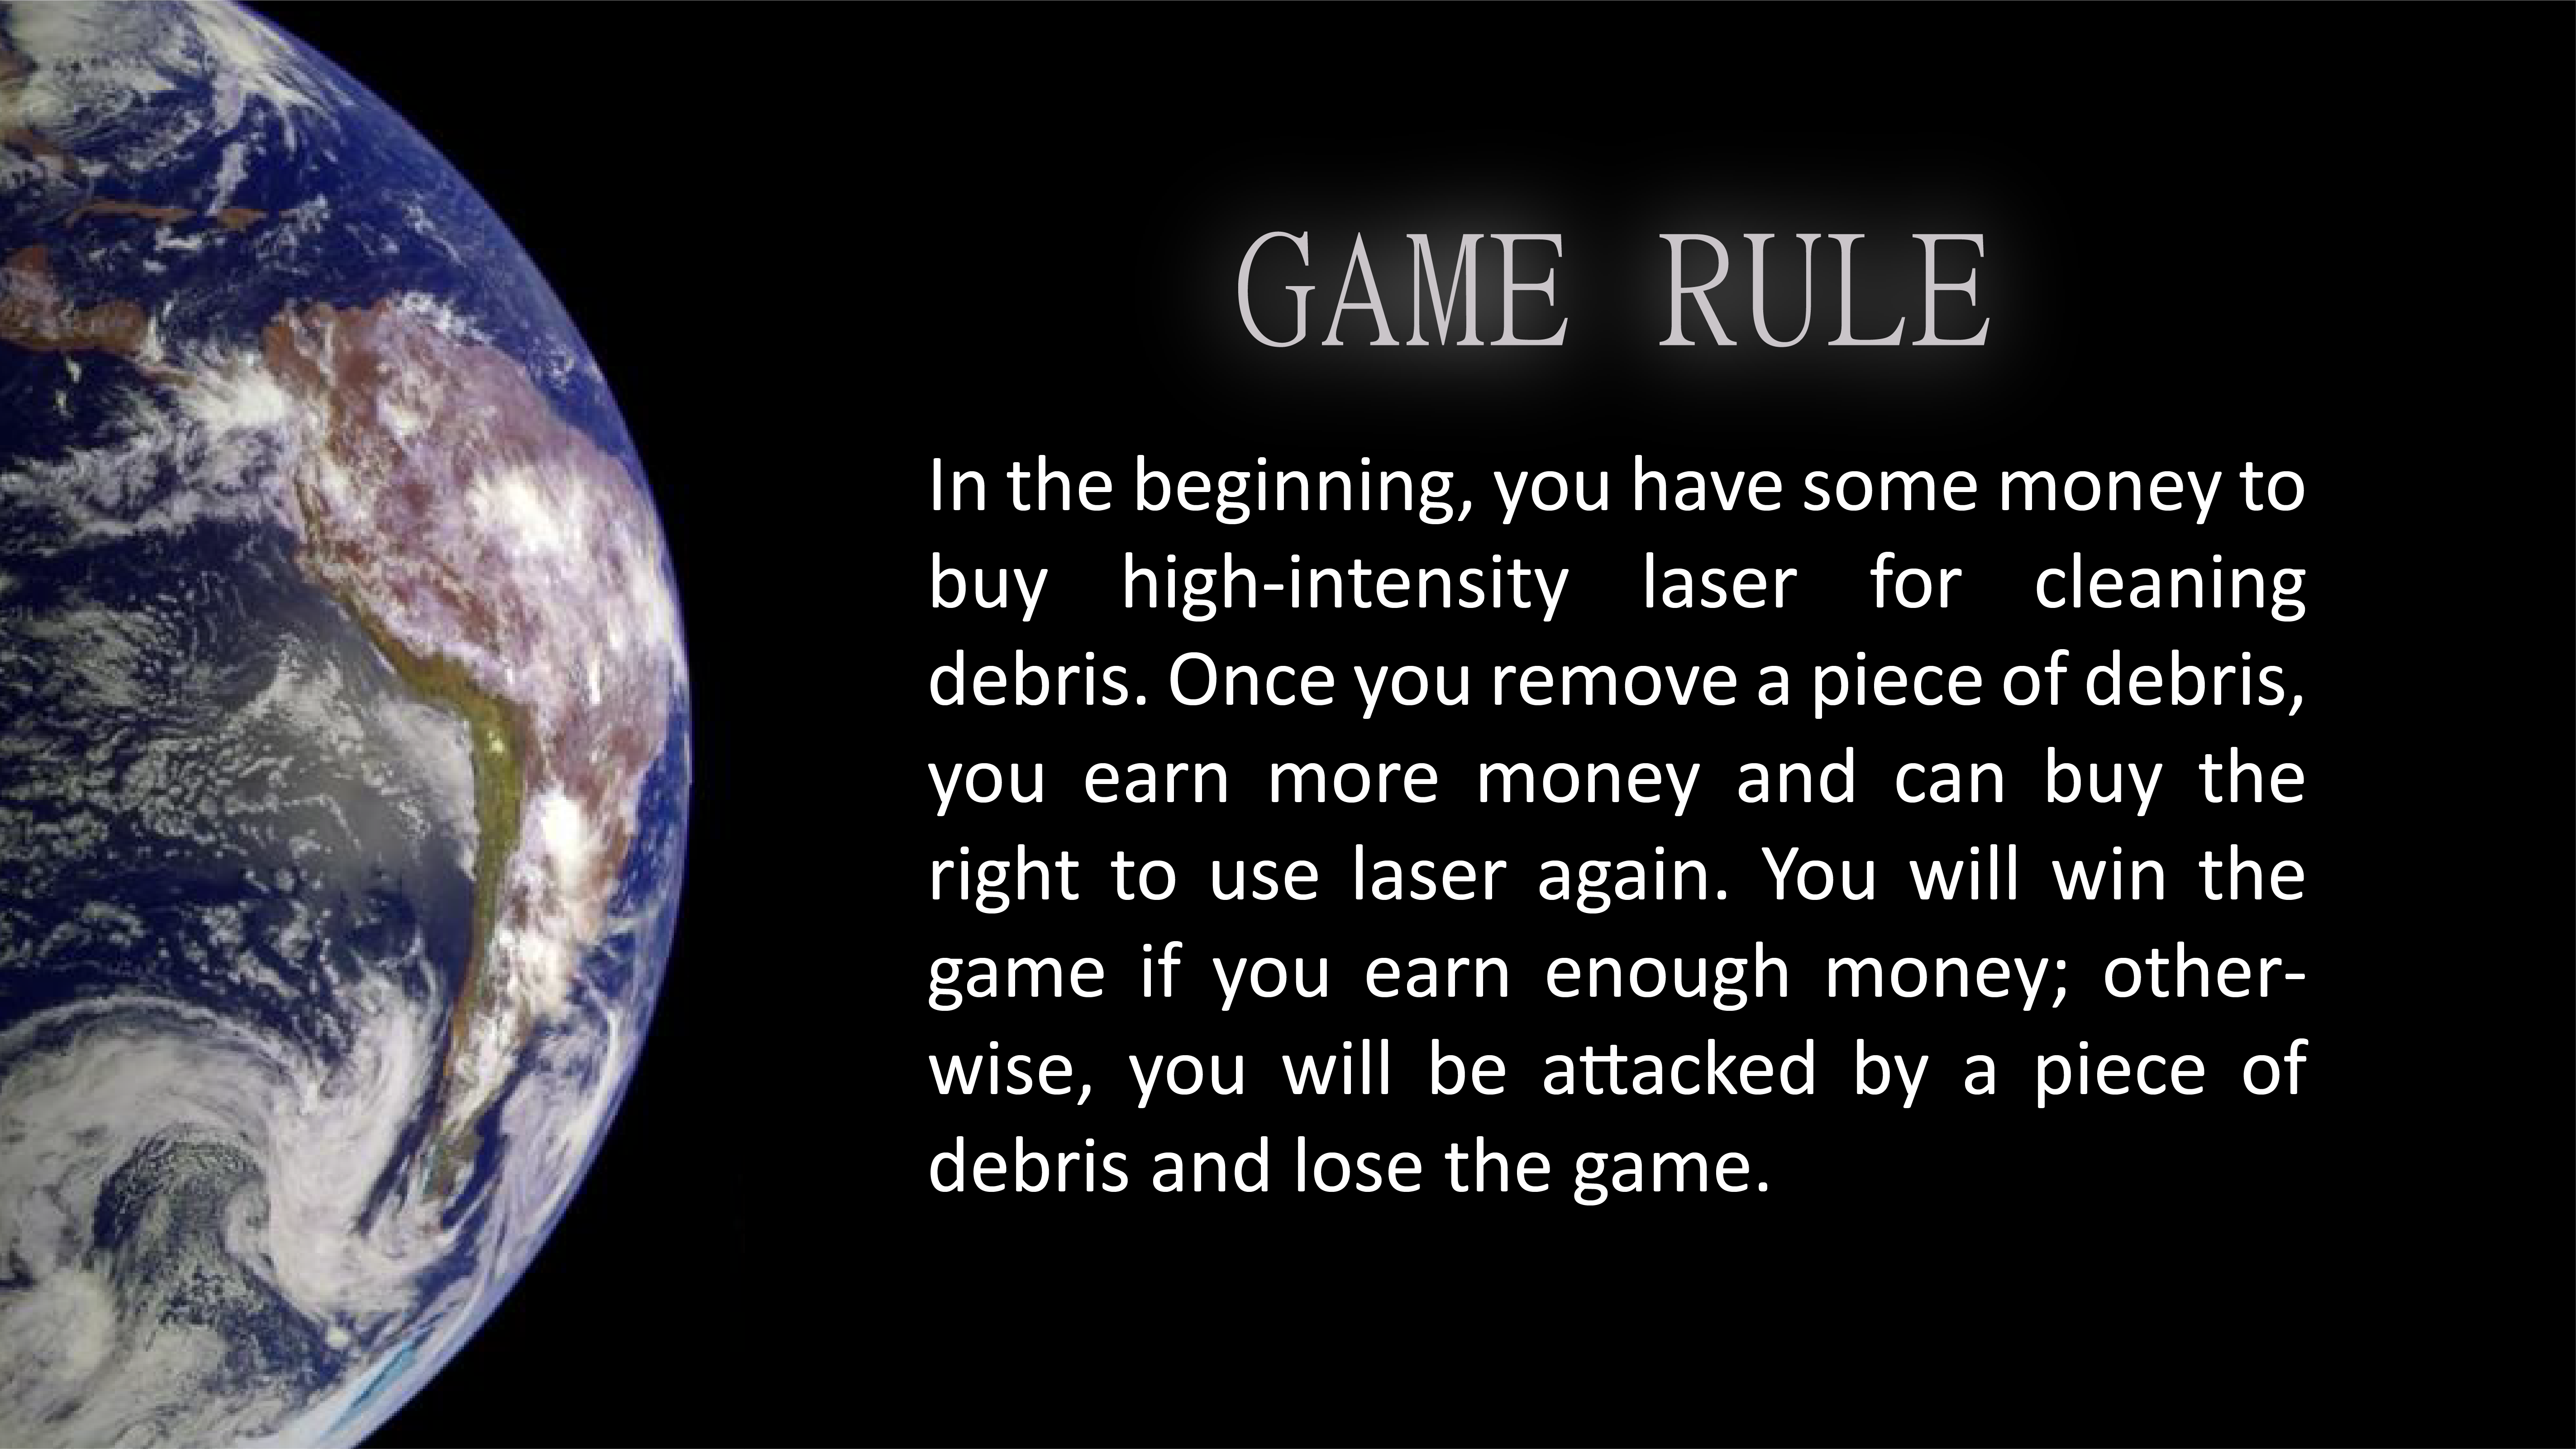 GAME RULE
In the beginning, you have some money to
buy high-intensity laser for cleaning
debris. Once you remove a piece of debris,
you earn more money and can buy the
right to use laser again. You will win the
game if you earn enough money; other-
wise, you will be attacked by a piece of
debris and lose the game.